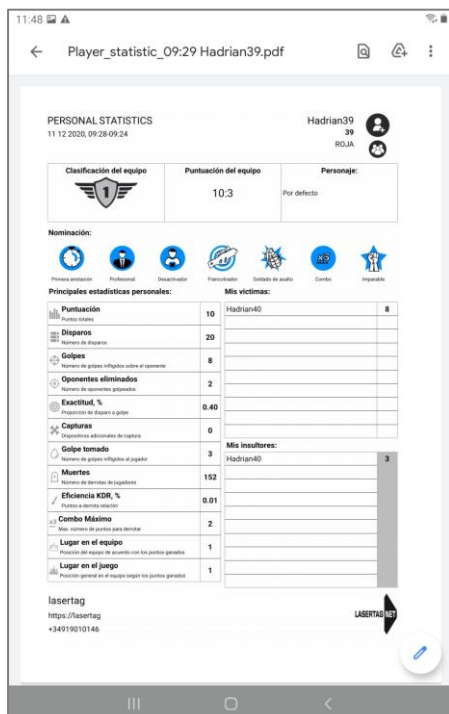 11:48
Player_statistic_09:29 Hadrian39.pdf
PERSONAL STATISTICS
11 12 2020, 09:28-09:24
Hadrian39
39
ROJA
Clasificación del equipo
Puntuación del equipo
Personaje:
1
10:3
Por defecto
Nominación:
x5
Primera anotación
Profesional
Desactivador
Francotirador
Soldado de asalto
Combo
Imparable
Principales estadísticas personales:
Mis victimas:
Puntuación
Puntos totales
10
Hadrian40
8
Disparos
Número de disparos
20
Golpes
Número de golpes infligidos sobre el oponente
8
Oponentes eliminados
Número de oponentes golpeados
2
Exactitud, %
Proporción de disparo a golpe
0.40
Capturas
Dispositivos adicionales de captura
0
Mis insultores:
Golpe tomado
Número de golpes infligidos al jugador
3
Hadrian40
3
Muertes
Número de derrotas de jugadores
152
Eficiencia KDR, %
Puntos a derrota relación
0.01
x3
Combo Máximo
Max. número de puntos para derrotar
2
Lugar en el equipo
Posición del equipo de acuerdo con los puntos ganados
1
Lugar en el juego
Posición general en el equipo según los puntos ganados
1
lasertag
https://lasertag
+34919010146
LASERTAG NET